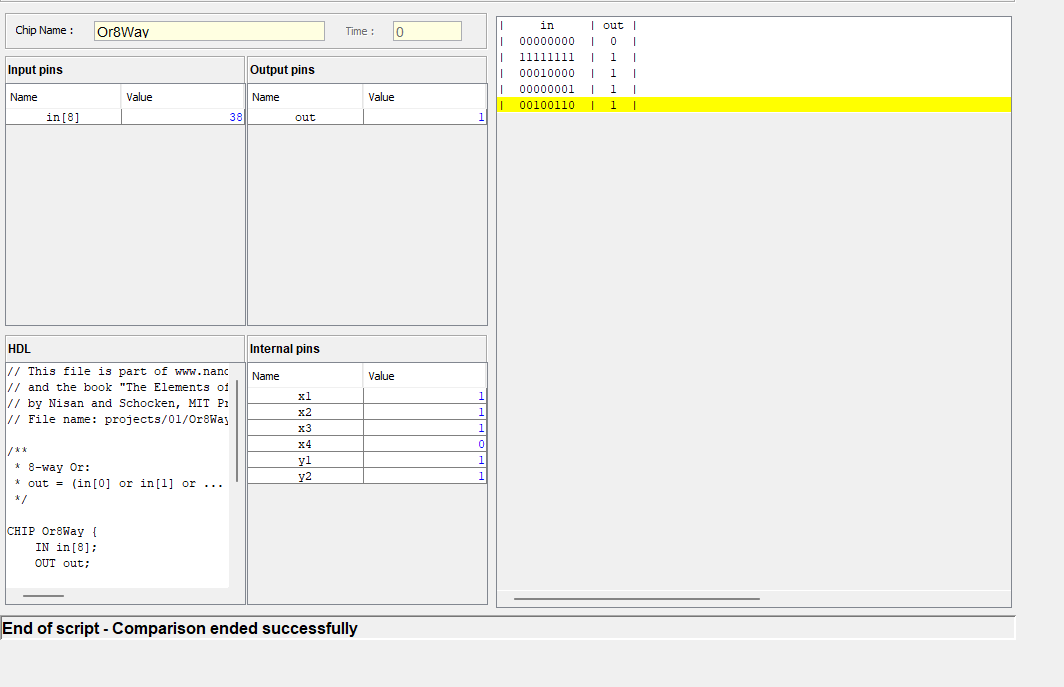 Chip Name : Or8Way Time : 0
Input pins
Name Value
in[8] 38
Output pins
Name Value
out 1
HDL
// This file is part of www.nand
// and the book "The Elements of
// by Nisan and Schocken, MIT Pr
// File name: projects/01/Or8Way
/**
* 8-way Or:
* out = (in[0] or in[1] or ...
*/
CHIP Or8Way {
IN in[8];
OUT out;
Internal pins
Name Value
x1 1
x2 1
x3 1
x4 0
y1 1
y2 1
| in | out |
| 00000000 | 0 |
| 11111111 | 1 |
| 00010000 | 1 |
| 00000001 | 1 |
| 00100110 | 1 |
End of script - Comparison ended successfully